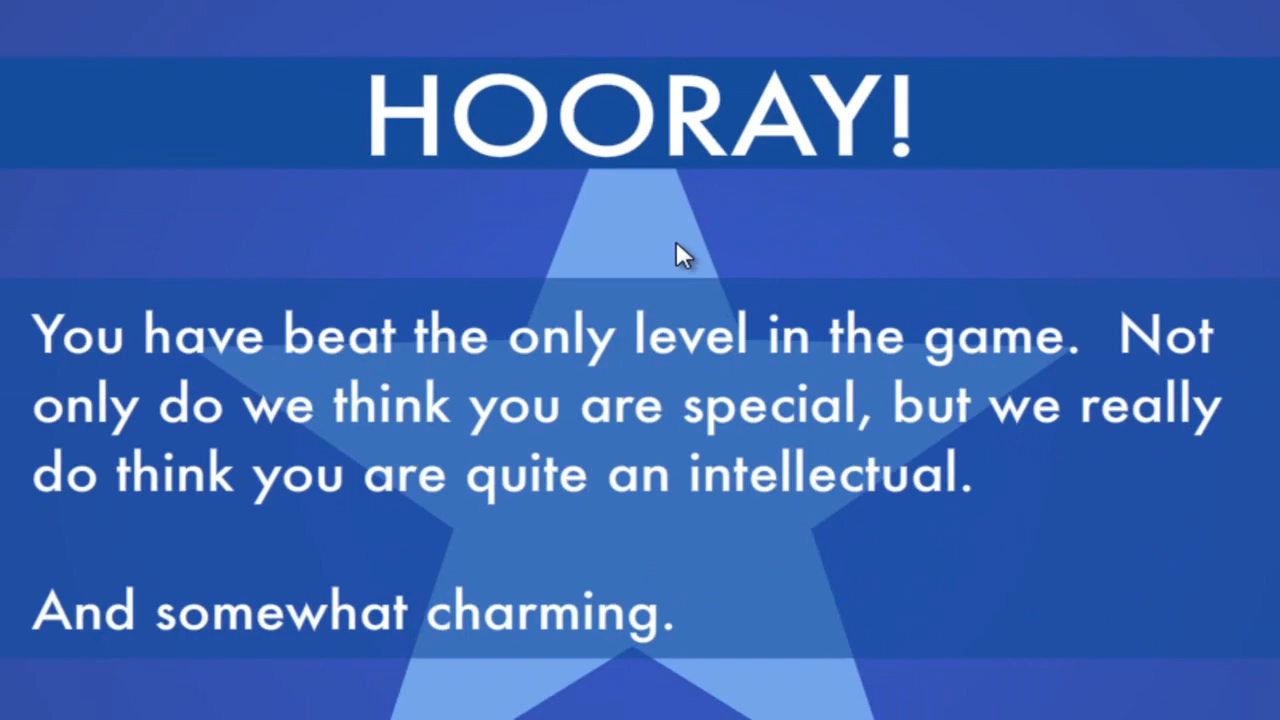 HOORAY!
You have beat the only level in the game.  Not
only do we think you are special, but we really
do think you are quite an intellectual.
And somewhat charming.